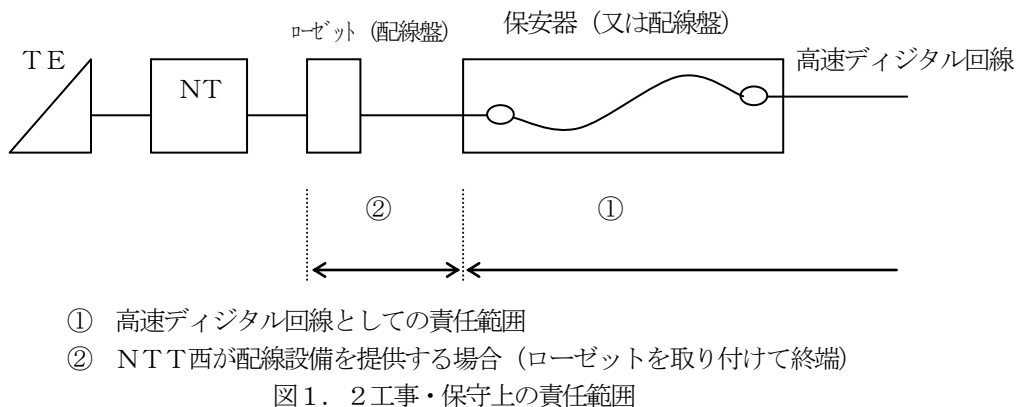 ローゼット（配線盤）
保安器（又は配線盤）
ＴＥ
ＮＴ
高速ディジタル回線
②
①
① 高速ディジタル回線としての責任範囲
② ＮＴＴ西が配線設備を提供する場合（ローゼットを取り付けて終端）
図１．２工事・保守上の責任範囲